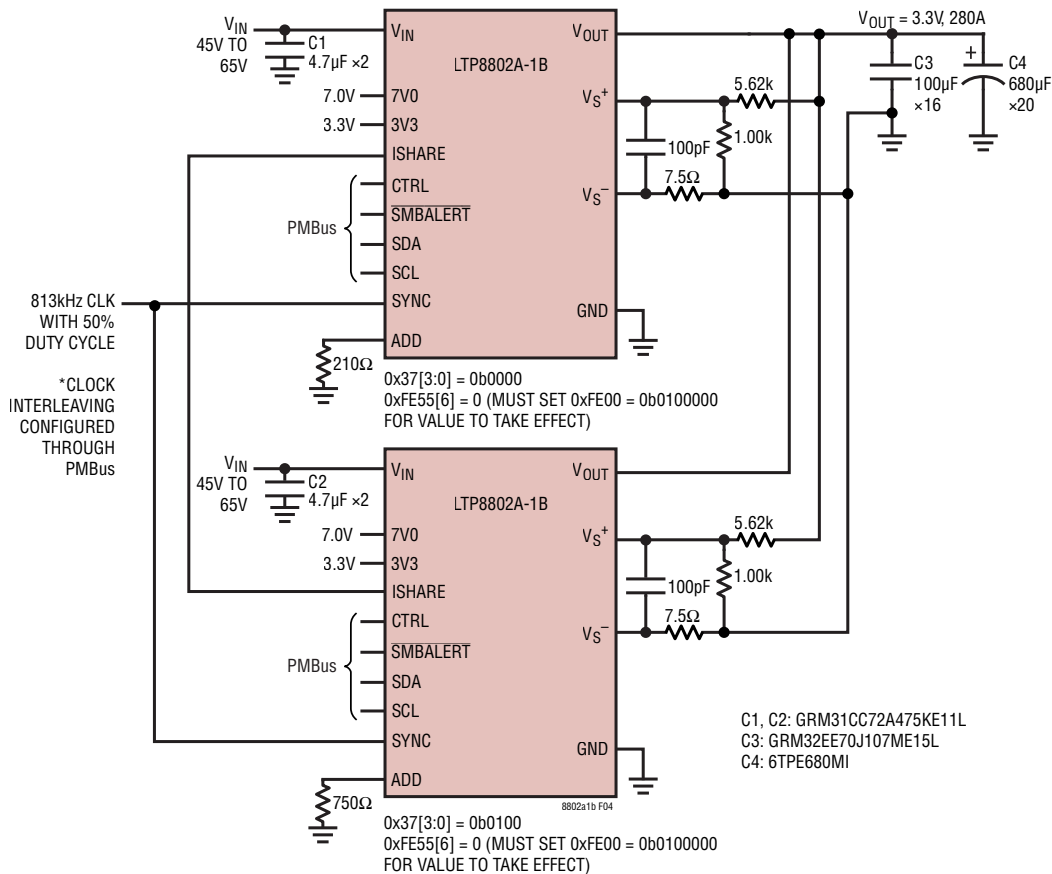 VIN
45V TO
65V
C1
4.7µF ×2
7.0V
3.3V
PMBus
VIN
7V0
3V3
ISHARE
CTRL
SMBALERT
SDA
SCL
SYNC
ADD
LTP8802A-1B
VOUT
VS+
VS–
GND
5.62k
1.00k
100pF
7.5Ω
VOUT = 3.3V, 280A
C3
100µF
×16
+
C4
680µF
×20
813kHz CLK
WITH 50%
DUTY CYCLE
*CLOCK
INTERLEAVING
CONFIGURED
THROUGH
PMBus
210Ω
0x37[3:0] = 0b0000
0xFE55[6] = 0 (MUST SET 0xFE00 = 0b0100000
FOR VALUE TO TAKE EFFECT)
VIN
45V TO
65V
C2
4.7µF ×2
7.0V
3.3V
PMBus
VIN
7V0
3V3
ISHARE
CTRL
SMBALERT
SDA
SCL
SYNC
ADD
LTP8802A-1B
VOUT
VS+
VS–
GND
5.62k
1.00k
100pF
7.5Ω
750Ω
C1, C2: GRM31CC72A475KE11L
C3: GRM32EE70J107ME15L
C4: 6TPE680MI
8802a1b F04
0x37[3:0] = 0b0100
0xFE55[6] = 0 (MUST SET 0xFE00 = 0b0100000
FOR VALUE TO TAKE EFFECT)